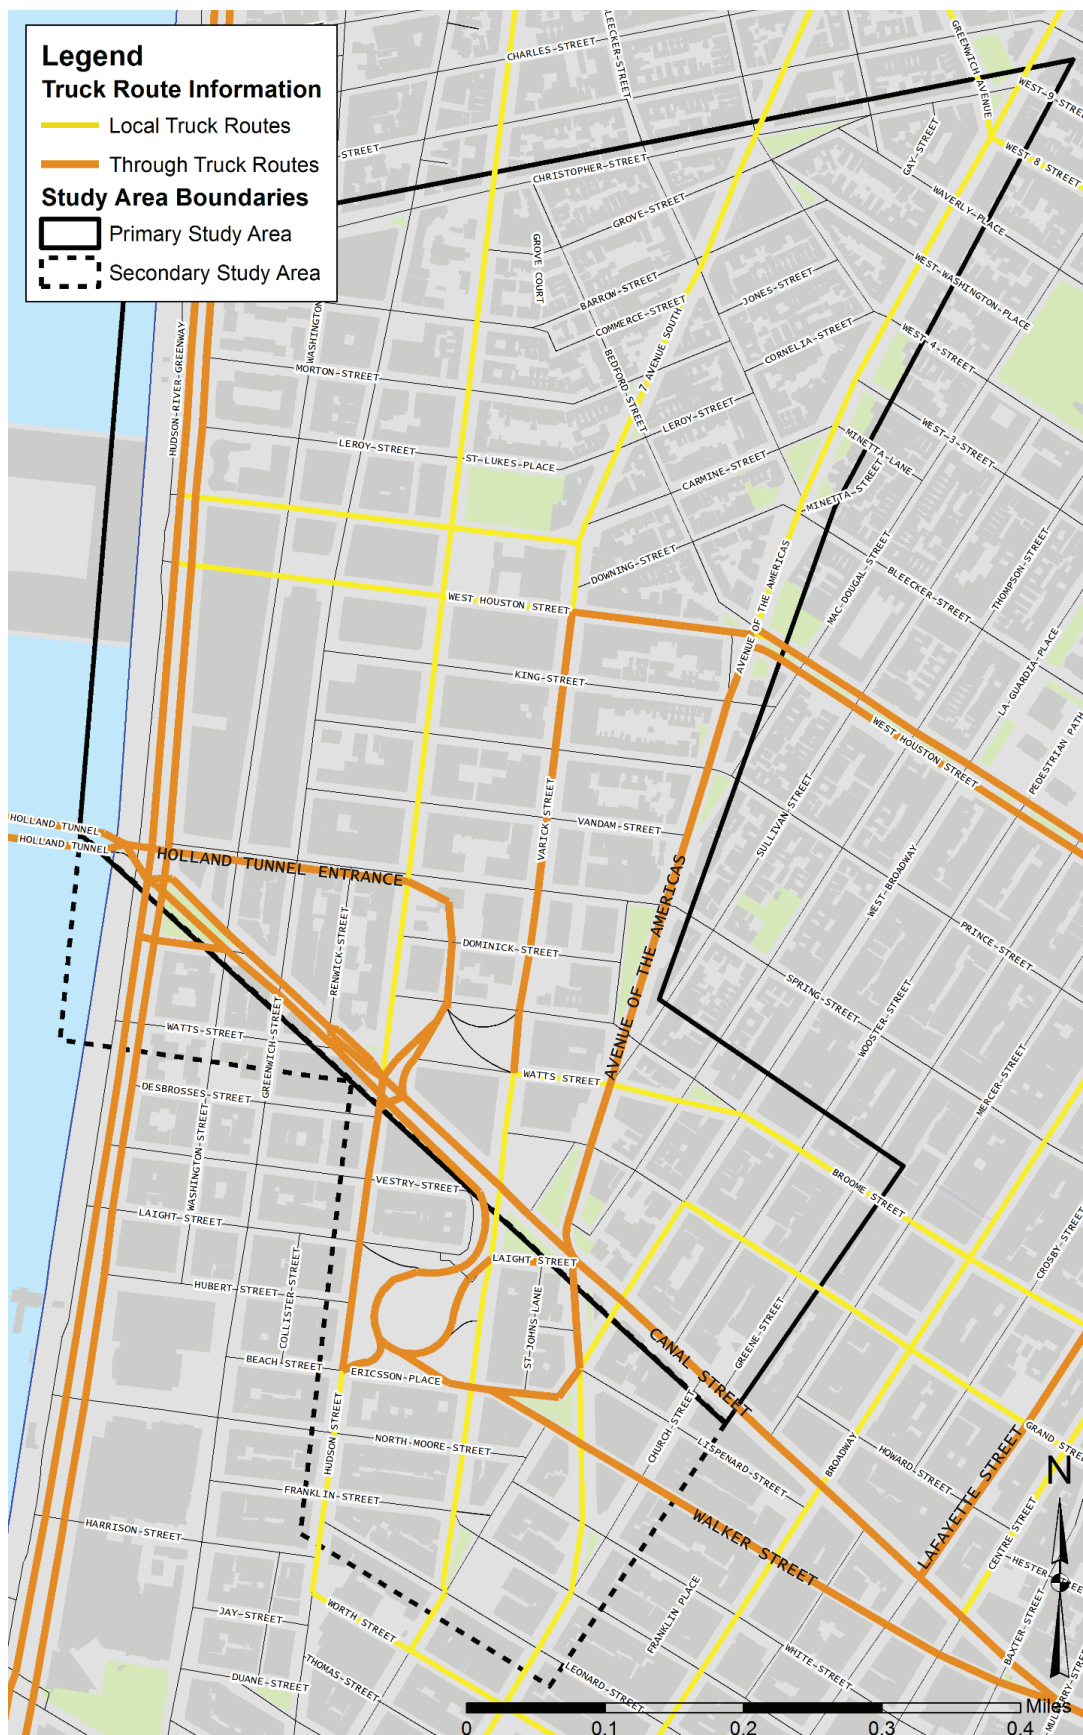 Legend
Truck Route Information
Local Truck Routes
Through Truck Routes
Study Area Boundaries
Primary Study Area
Secondary Study Area
BLEECKER-STREET
CHARLES-STREET
GREENWICH AVENUE
WEST-9-STREET
WEST 8 STREET
-STREET
CHRISTOPHER-STREET
GAY-STREET
WAVERLY-PLACE
GROVE-STREET
GROVE COURT
WEST-WASHINGTON-PLACE
BARROW-STREET
JONES-STREET
COMMERCE-STREET
WASHINGTON
HUDSON-RIVER-GREENWAY
7 AVENUE SOUTH
CORNELIA-STREET
WEST-4-STREET
MORTON-STREET
BEDFORD-STREET
LEROY-STREET
WEST-3-STREET
LEROY-STREET
ST-LUKES-PLACE
CARMINE-STREET
MINETTA-LANE
MINETTA-STREET
DOWNING-STREET
AVENUE OF THE AMERICAS
MAC-DOUGAL-STREET
BLEECKER-STREET
THOMPSON-STREET
WEST HOUSTON STREET
LA-GUARDIA-PLACE
KING-STREET
WEST HOUSTON STREET
PEDESTRIAN PATH
VARICK STREET
VANDAM-STREET
SULLIVAN STREET
HOLLAND TUNNEL
HOLLAND TUNNEL
HOLLAND TUNNEL ENTRANCE
WEST-BROADWAY
AVENUE OF THE AMERICAS
PRINCE-STREET
RENWICK-STREET
DOMINICK-STREET
SPRING-STREET
WOOSTER-STREET
WATTS-STREET
GREENWICH-STREET
WATTS STREET
MERCER-STREET
DESBROSSES-STREET
WASHINGTON-STREET
VESTRY-STREET
BROOME STREET
LAIGHT STREET
LAIGHT STREET
CROSBY-STREET
HUBERT-STREET
COLLISTER-STREET
ST-JOHNS-LANE
GREENE-STREET
CANAL STREET
BEACH-STREET
ERICSSON-PLACE
HUDSON STREET
CHURCH-STREET
NORTH-MOORE-STREET
LISPENARD-STREET
BROADWAY
HOWARD-STREET
GRAND STREET
LAFAYETTE STREET
N
FRANKLIN-STREET
HARRISON-STREET
WALKER STREET
CENTRE STREET
HESTER-STREET
JAY-STREET
WORTH STREET
FRANKLIN PLACE
BAXTER-STREET
WHITE-STREET
DUANE-STREET
THOMAS-STREET
LEONARD-STREET
MULBERRY-STREET
Miles
0 0.1 0.2 0.3 0.4